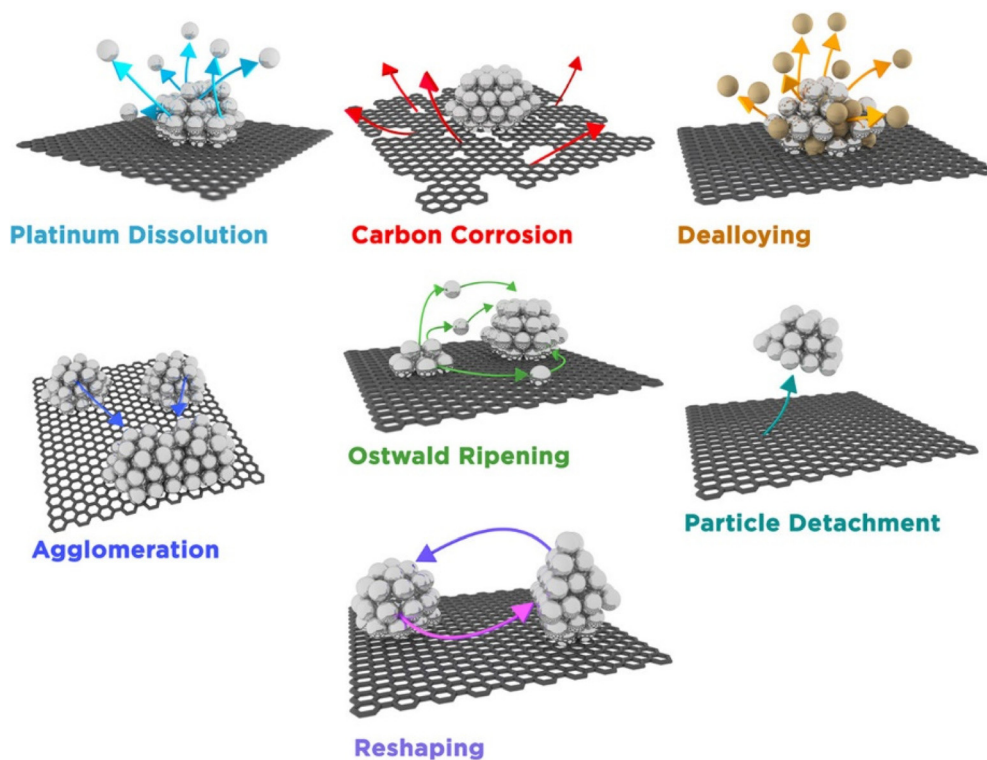 Platinum Dissolution
Carbon Corrosion
Dealloying
Agglomeration
Ostwald Ripening
Particle Detachment
Reshaping